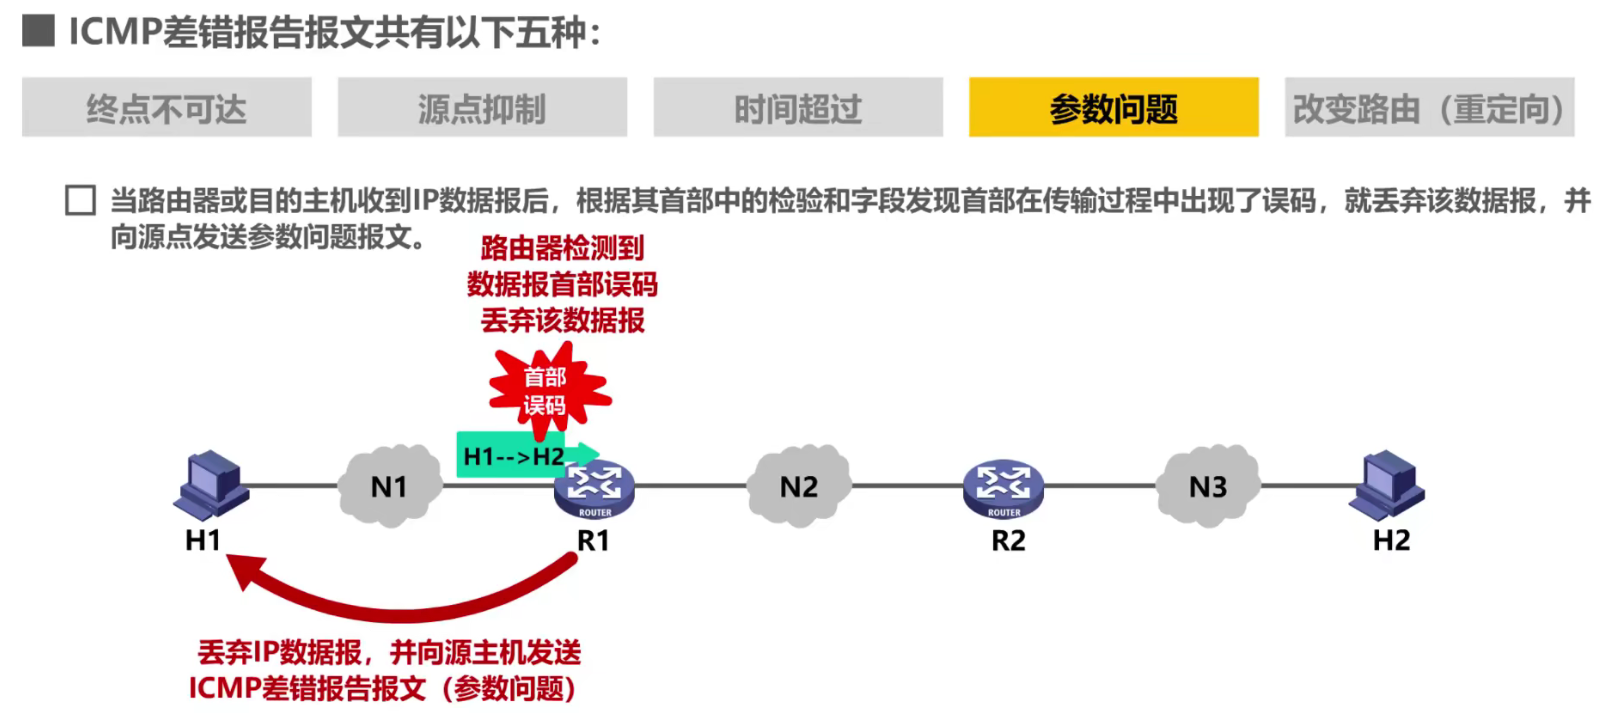 ICMP差错报告报文共有以下五种：
终点不可达
源点抑制
时间超过
参数问题
改变路由（重定向）
当路由器或目的主机收到IP数据报后，根据其首部中的检验和字段发现首部在传输过程中出现了误码，就丢弃该数据报，并
向源点发送参数问题报文。
路由器检测到
数据报首部误码
丢弃该数据报
首部
误码
H1-->H2
N1
N2
N3
ROUTER
ROUTER
H1
R1
R2
H2
丢弃IP数据报，并向源主机发送
ICMP差错报告报文（参数问题）